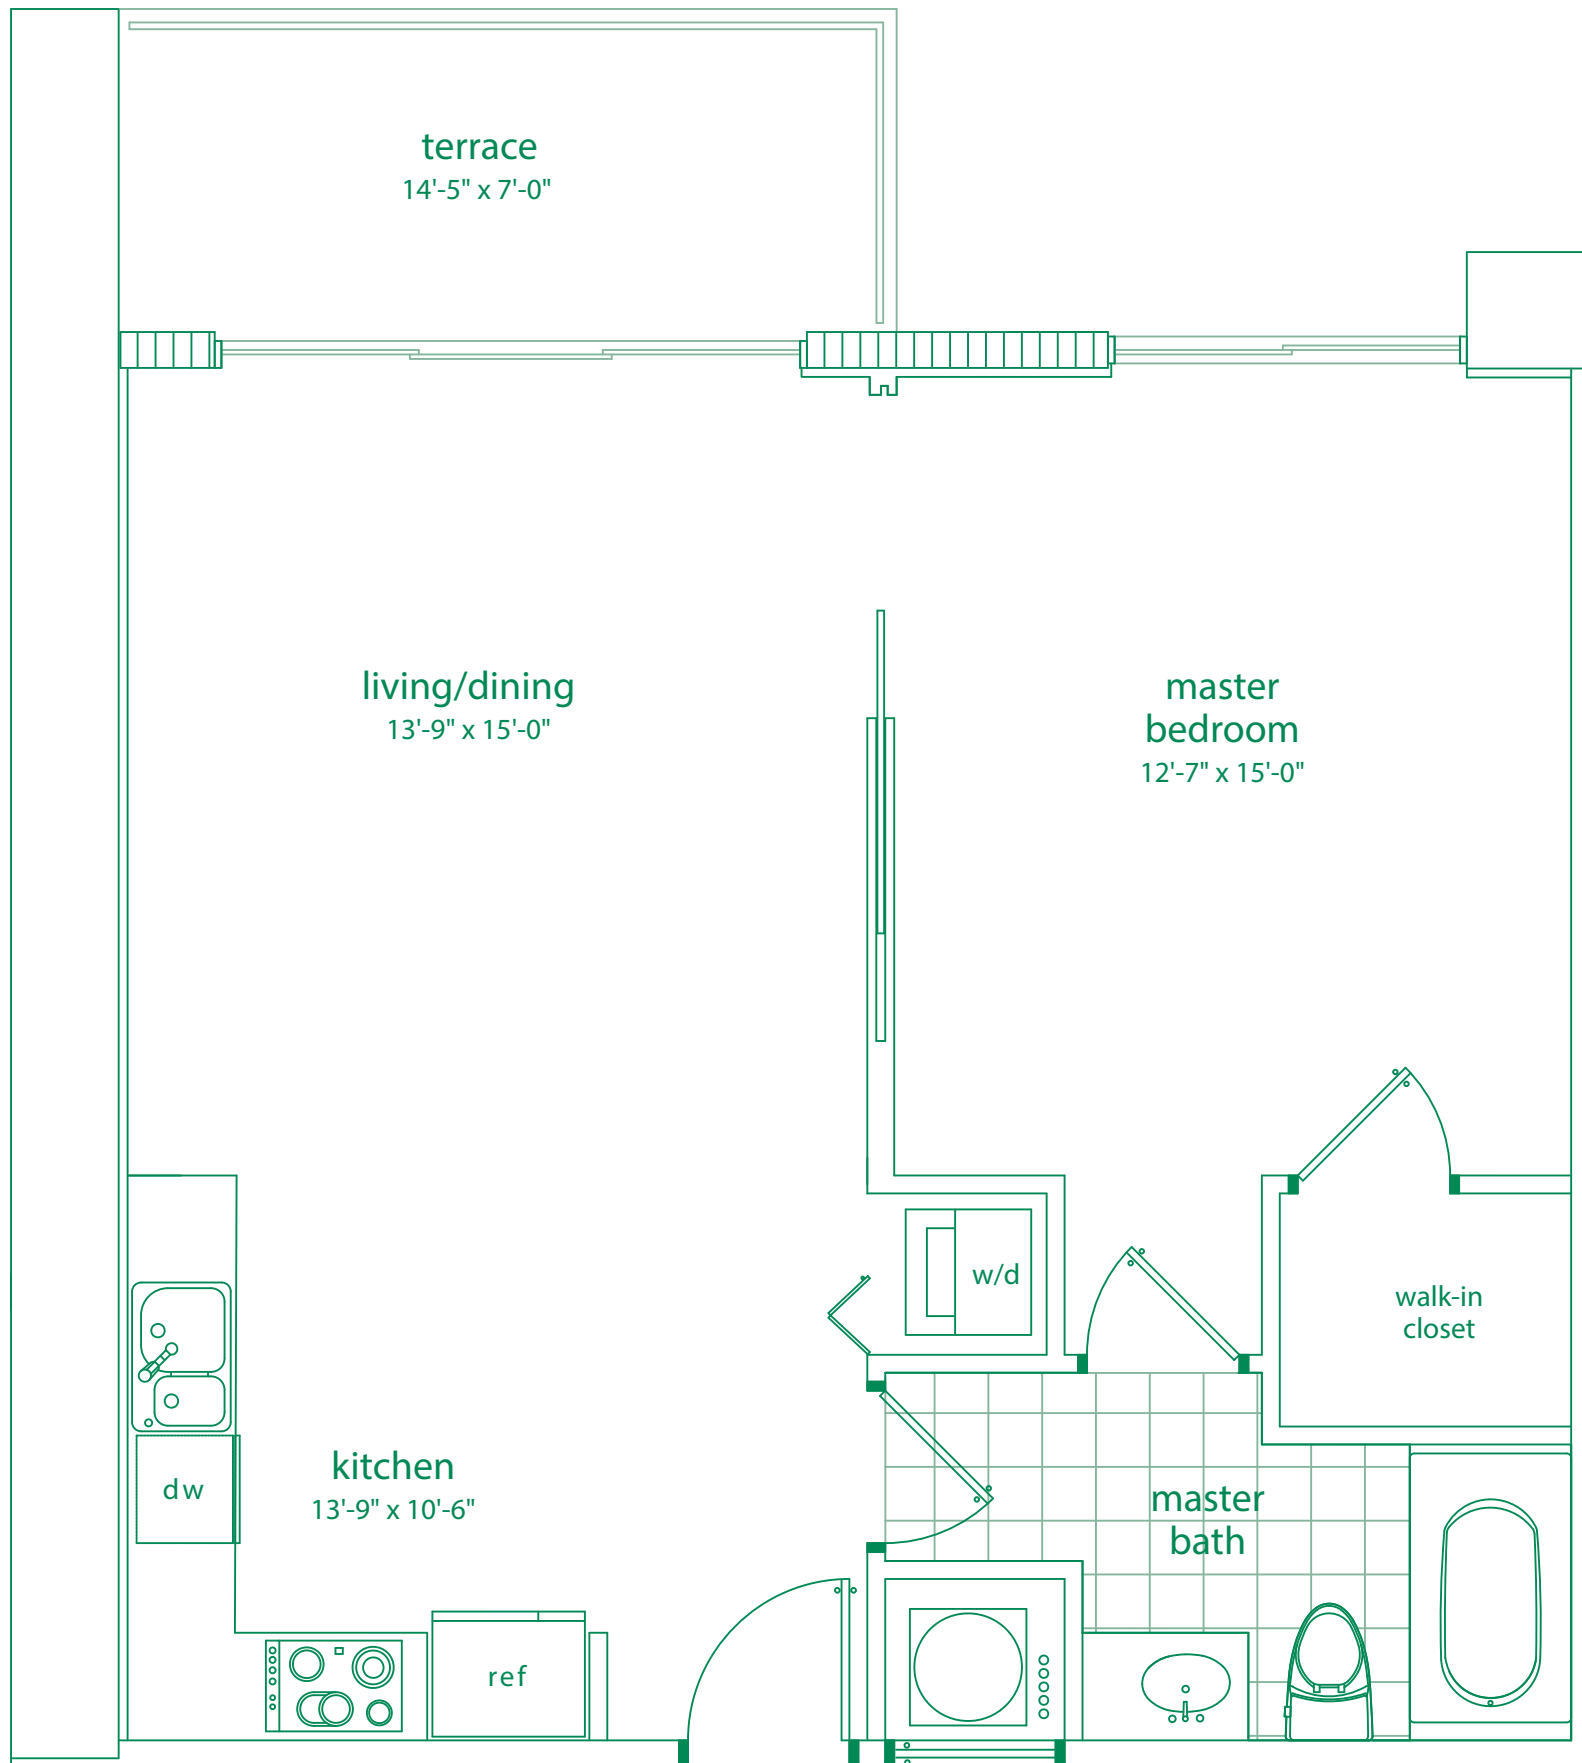 terrace
14'-5" x 7'-0"
living/dining
13'-9" x 15'-0"
master
bedroom
12'-7" x 15'-0"
w/d
walk-in
closet
kitchen
13'-9" x 10'-6"
dw
master
bath
ref